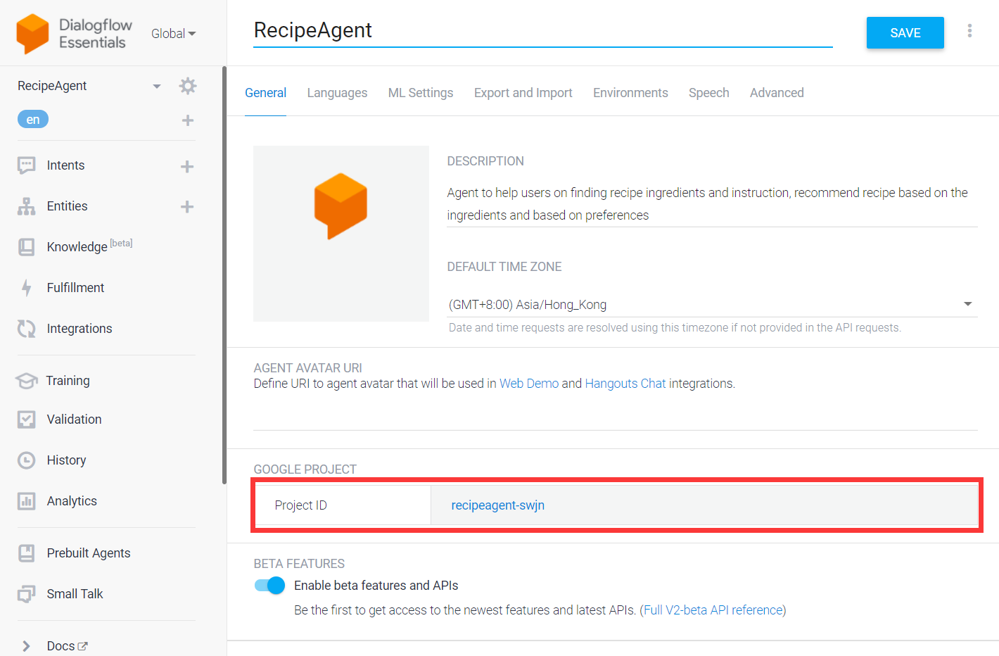 Dialogflow
Essentials
Global
RecipeAgent
SAVE
RecipeAgent
en
Intents
Entities
Knowledge [beta]
Fulfillment
Integrations
Training
Validation
History
Analytics
Prebuilt Agents
Small Talk
Docs
General Languages ML Settings Export and Import Environments Speech Advanced
DESCRIPTION
Agent to help users on finding recipe ingredients and instruction, recommend recipe based on the
ingredients and based on preferences
DEFAULT TIME ZONE
(GMT+8:00) Asia/Hong_Kong
Date and time requests are resolved using this timezone if not provided in the API requests.
AGENT AVATAR URI
Define URI to agent avatar that will be used in Web Demo and Hangouts Chat integrations.
GOOGLE PROJECT
Project ID recipeagent-swjn
BETA FEATURES
Enable beta features and APIs
Be the first to get access to the newest features and latest APIs. (Full V2-beta API reference)